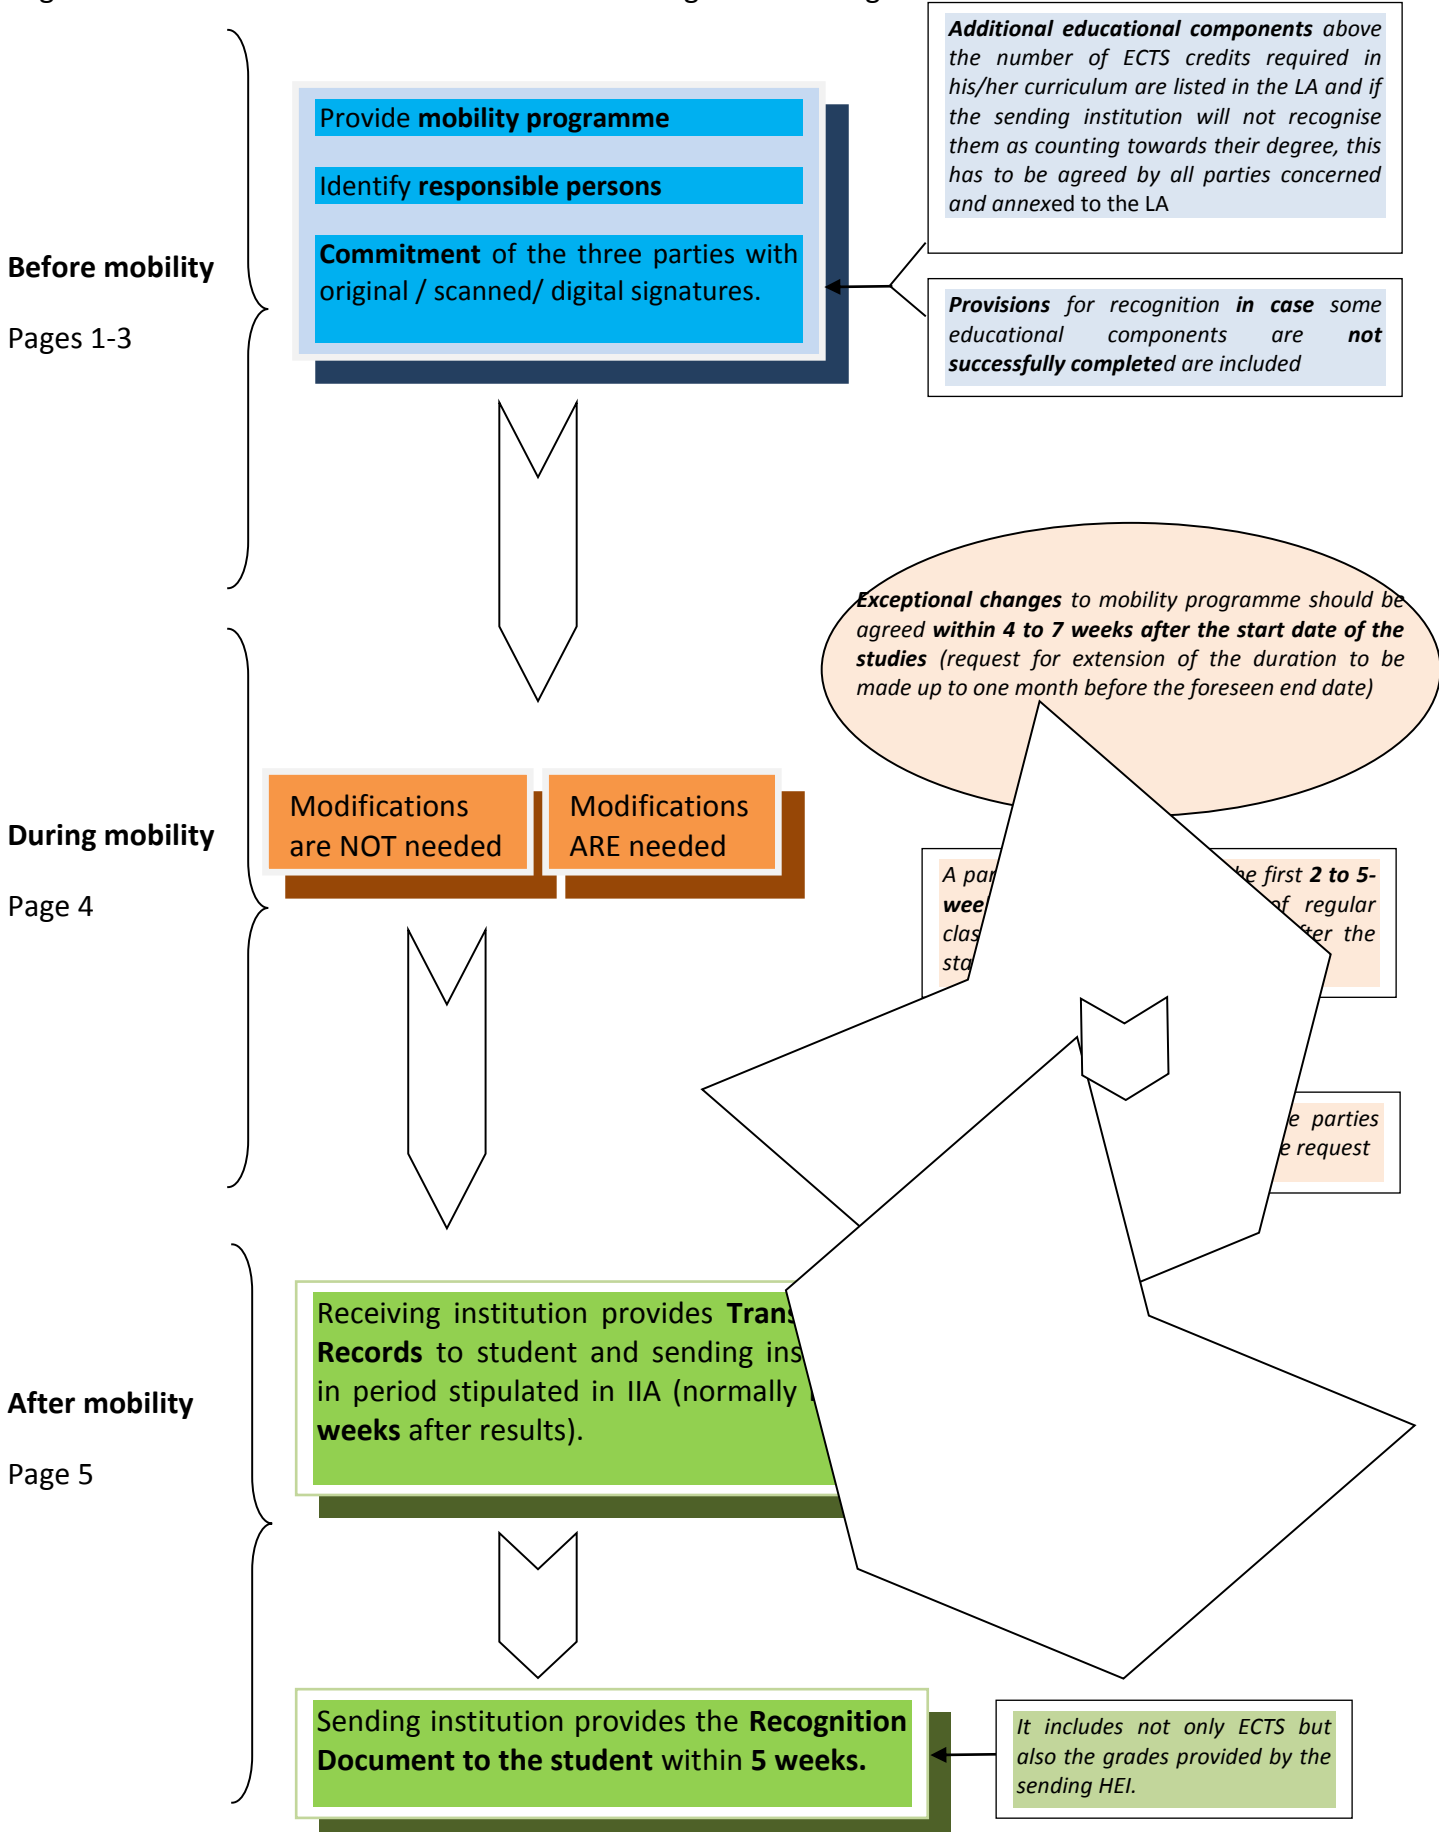 Additional educational components above
the number of ECTS credits required in
his/her curriculum are listed in the LA and if
the sending institution will not recognise
them as counting towards their degree, this
has to be agreed by all parties concerned
and annexed to the LA
Provide mobility programme
Identify responsible persons
Commitment of the three parties with
original / scanned/ digital signatures.
Before mobility
Pages 1-3
Provisions for recognition in case some
educational components are not
successfully completed are included
Exceptional changes to mobility programme should be
agreed within 4 to 7 weeks after the start date of the
studies (request for extension of the duration to be
made up to one month before the foreseen end date)
Modifications
are NOT needed
Modifications
ARE needed
During mobility
Page 4
A first 2 to 5-
of regular
the
parties
request
Receiving institution provides
Records to student and sending
in period stipulated in IIA (normally
weeks after results).
After mobility
Page 5
Sending institution provides the Recognition
Document to the student within 5 weeks.
It includes not only ECTS but
also the grades provided by the
sending HEI.